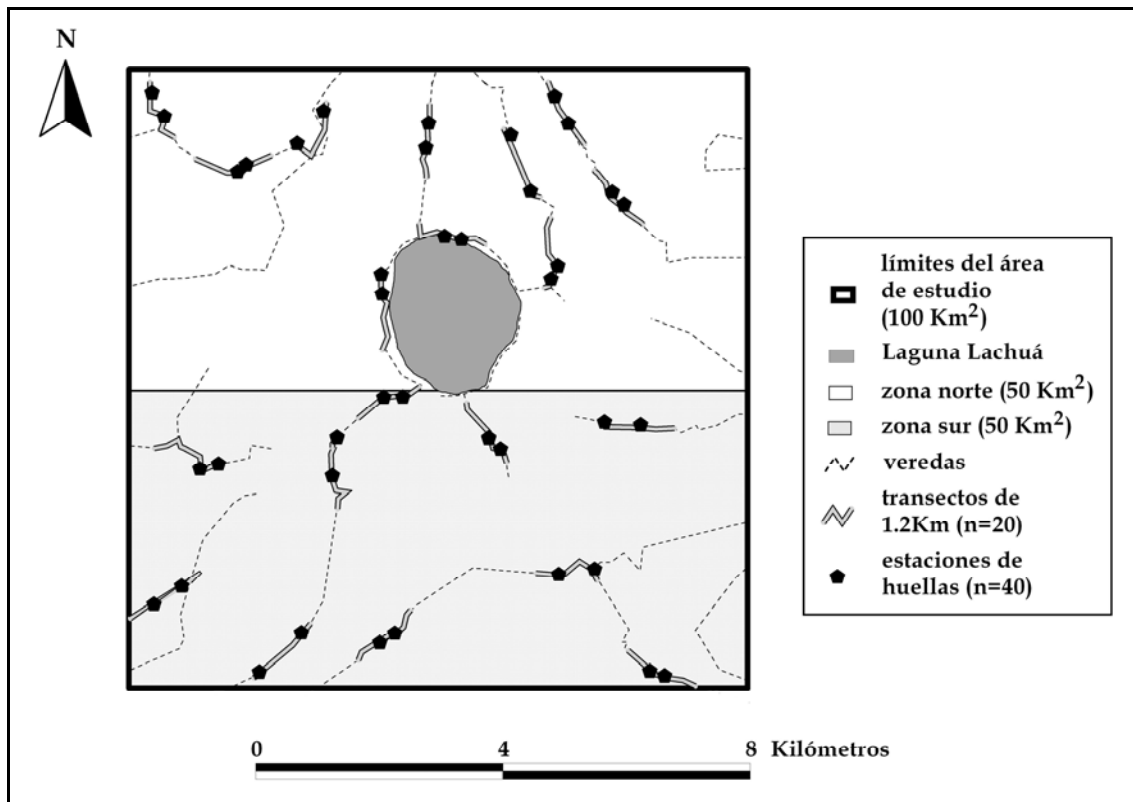 N
límites del área
de estudio
(100 Km²)
Laguna Lachuá
zona norte (50 Km²)
zona sur (50 Km²)
veredas
transectos de
1.2Km (n=20)
estaciones de
huellas (n=40)
0 4 8 Kilómetros